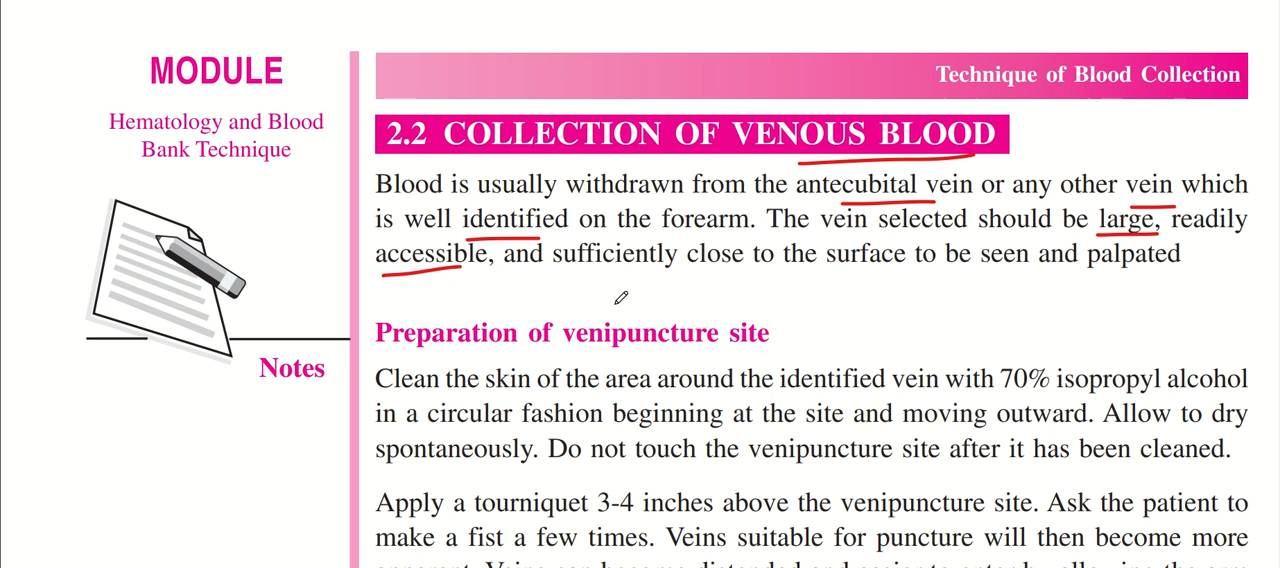 MODULE
Hematology and Blood
Bank Technique
Notes
Technique of Blood Collection
2.2 COLLECTION OF VENOUS BLOOD
Blood is usually withdrawn from the antecubital vein or any other vein which
is well identified on the forearm. The vein selected should be large, readily
accessible, and sufficiently close to the surface to be seen and palpated
Preparation of venipuncture site
Clean the skin of the area around the identified vein with 70% isopropyl alcohol
in a circular fashion beginning at the site and moving outward. Allow to dry
spontaneously. Do not touch the venipuncture site after it has been cleaned.
Apply a tourniquet 3-4 inches above the venipuncture site. Ask the patient to
make a fist a few times. Veins suitable for puncture will then become more